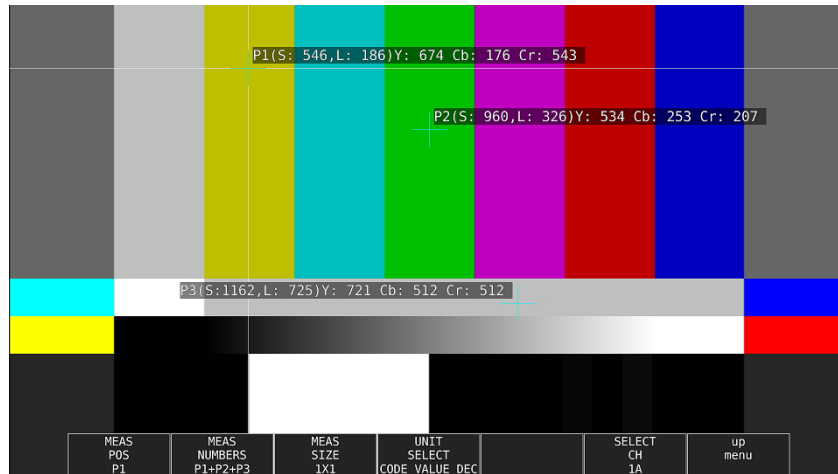 P1(S: 546,L: 186)Y: 674 Cb: 176 Cr: 543
P2(S: 960,L: 326)Y: 534 Cb: 253 Cr: 207
P3(S:1162,L: 725)Y: 721 Cb: 512 Cr: 512
MEAS
POS
P1
MEAS
NUMBERS
P1+P2+P3
MEAS
SIZE
1X1
UNIT
SELECT
CODE VALUE DEC
SELECT
CH
1A
up
menu